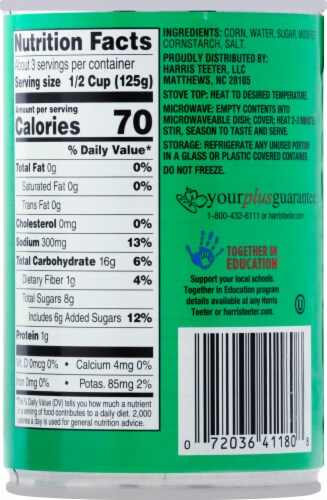 Nutrition Facts
About 3 servings per container
Serving size 1/2 Cup (125g)
Amount per serving
Calories 70
% Daily Value*
Total Fat 0g 0%
Saturated Fat 0g 0%
Trans Fat 0g
Cholesterol 0mg 0%
Sodium 300mg 13%
Total Carbohydrate 16g 6%
Dietary Fiber 1g 4%
Total Sugars 8g
Includes 6g Added Sugars 12%
Protein 1g
Vit. D 0mcg 0% • Calcium 4mg 0%
Iron 0mg 0% • Potas. 85mg 2%
*The % Daily Value (DV) tells you how much a nutrient
in a serving of food contributes to a daily diet. 2,000
calories a day is used for general nutrition advice.
INGREDIENTS: CORN, WATER, SUGAR, MODIFIED
CORNSTARCH, SALT.
PROUDLY DISTRIBUTED BY:
HARRIS TEETER, LLC
MATTHEWS, NC 28105
STOVE TOP: HEAT TO DESIRED TEMPERATURE.
MICROWAVE: EMPTY CONTENTS INTO
MICROWAVEABLE DISH; COVER; HEAT 2-3 MINUTES,
STIR, SEASON TO TASTE AND SERVE.
STORAGE: REFRIGERATE ANY UNUSED PORTION
IN A GLASS OR PLASTIC COVERED CONTAINER.
DO NOT FREEZE.
yourplusguarantee
1-800-432-6111 or harristeeter.com
TOGETHER IN
EDUCATION
Support your local schools.
Together in Education program
details available at any Harris
Teeter or harristeeter.com.
U
0 72036 41180 8